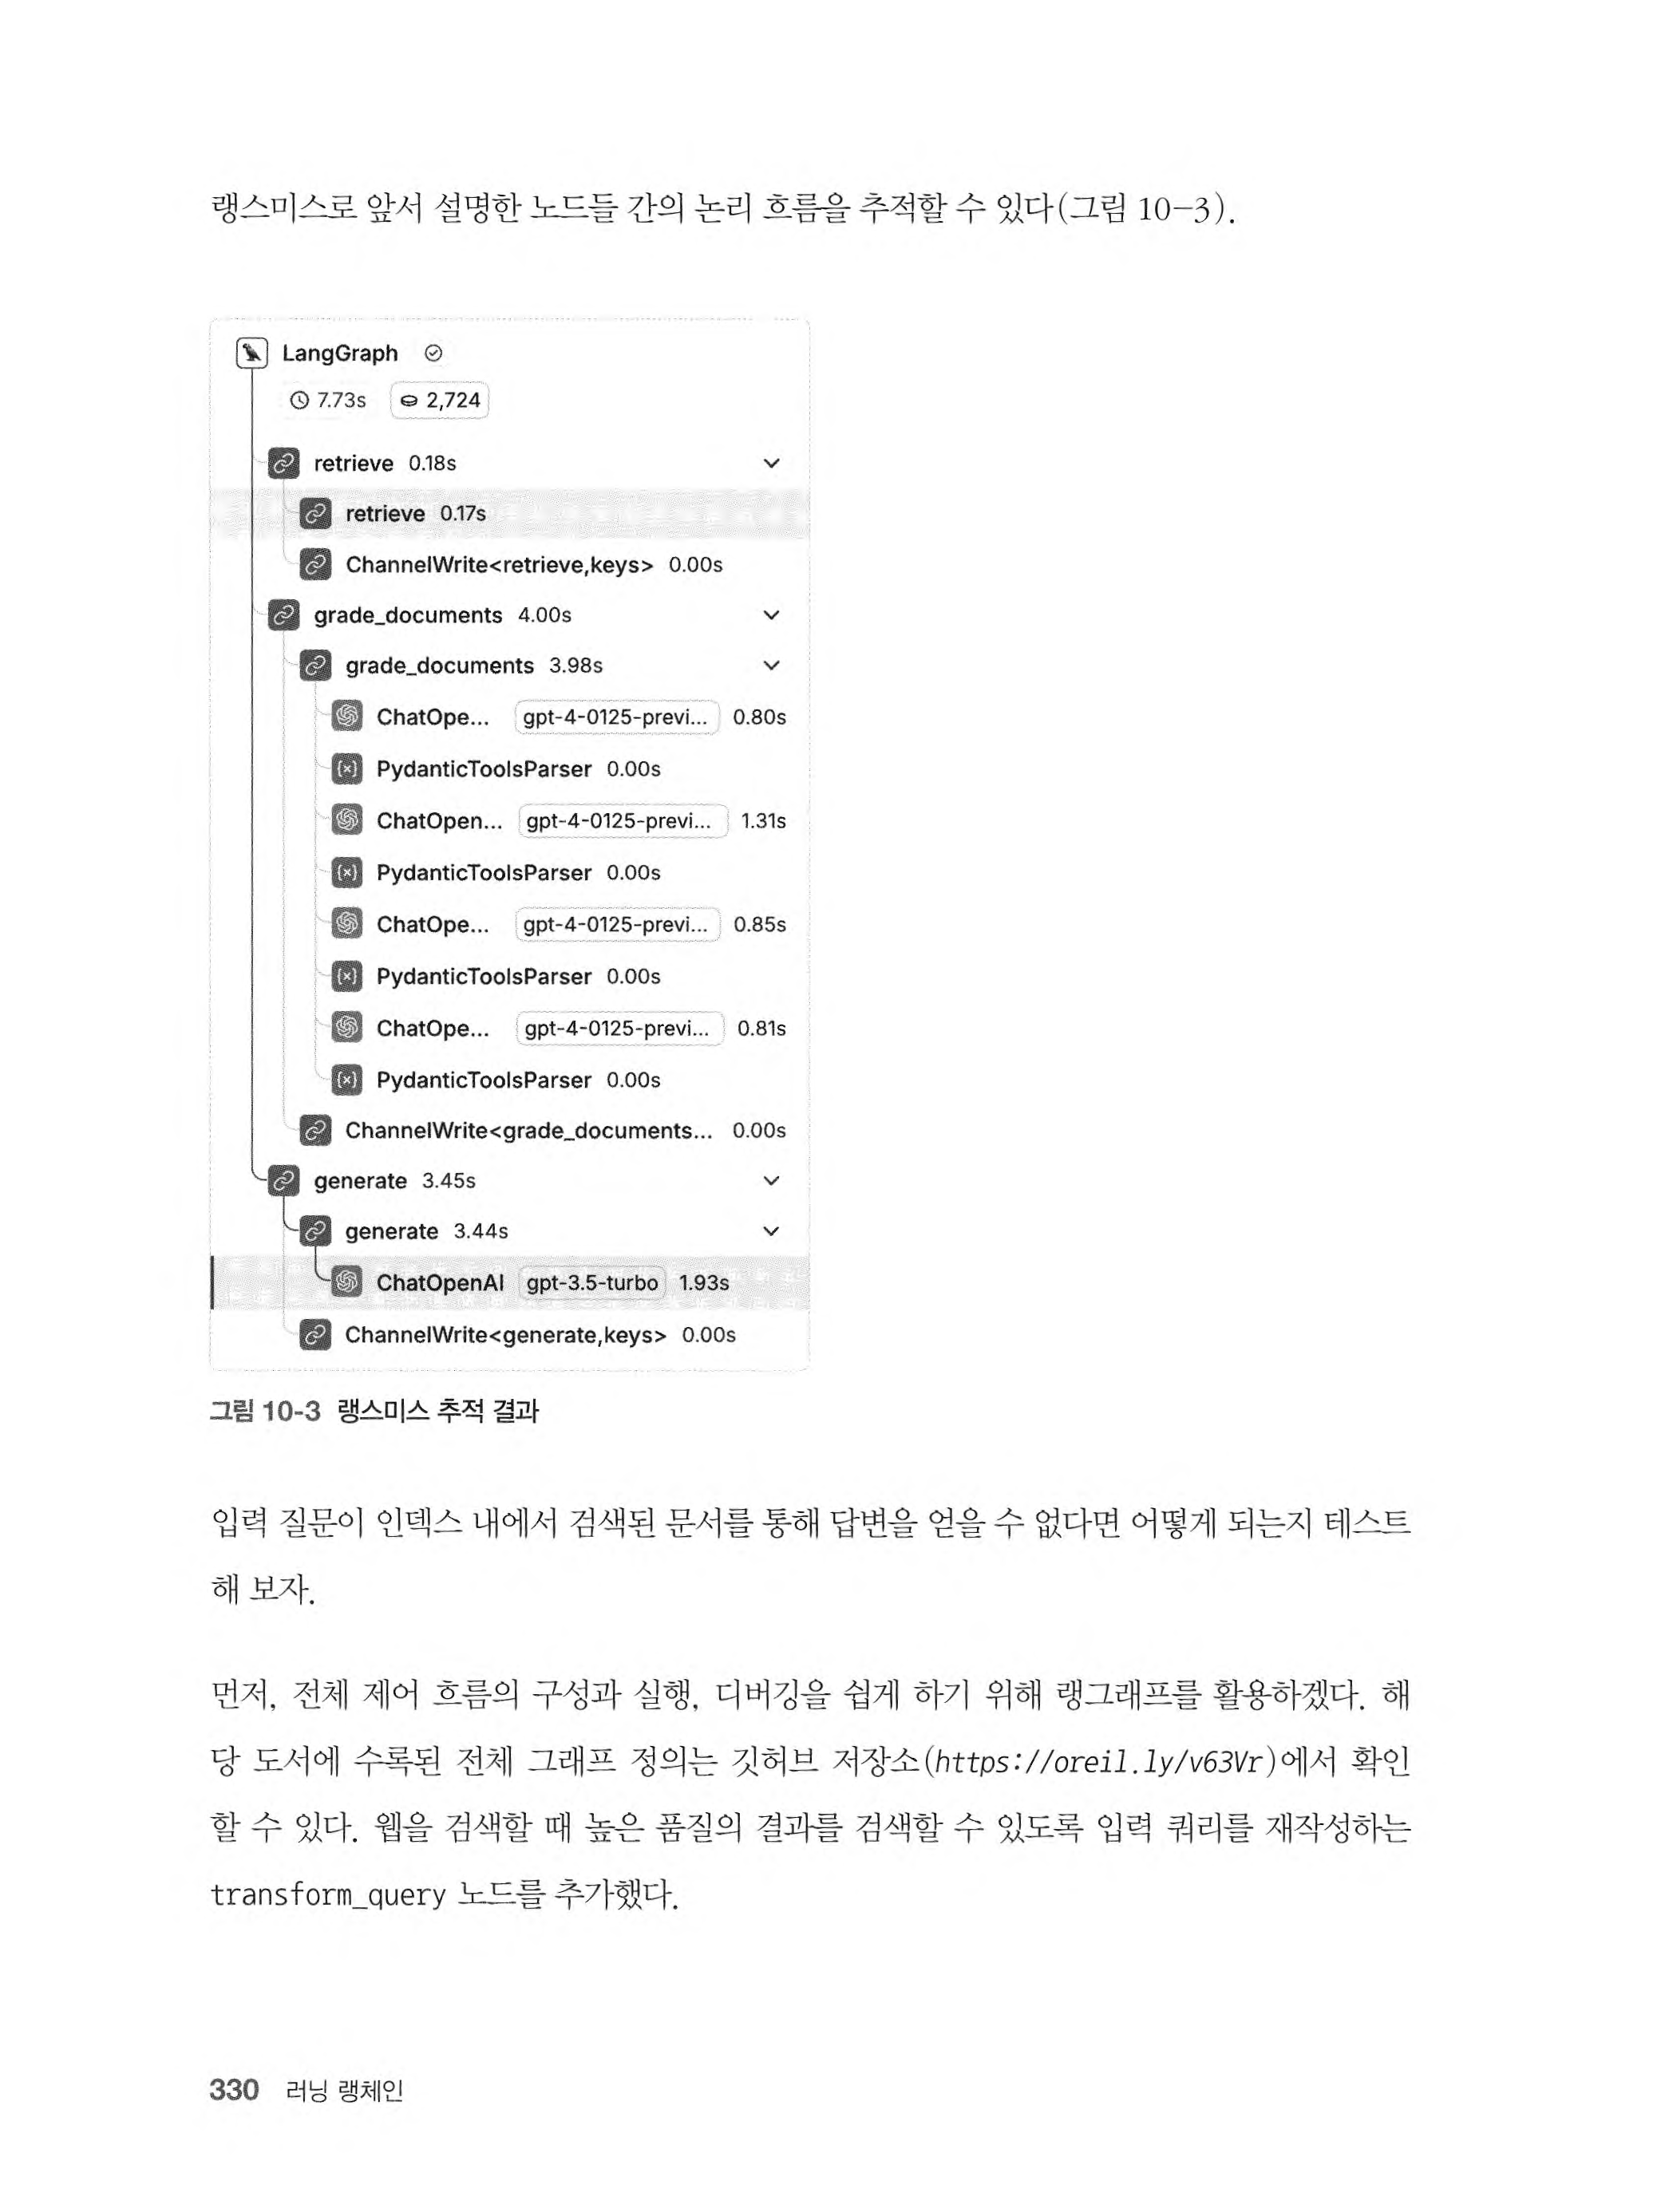 랭스미스로 앞서 설명한 노드들 간의 논리 흐름을 추적할 수 있다(그림 10-3).
LangGraph
7.73s 2,724
retrieve 0.18s
retrieve 0.17s
ChannelWrite<retrieve,keys> 0.00s
grade_documents 4.00s
grade_documents 3.98s
ChatOpe... gpt-4-0125-previ... 0.80s
PydanticToolsParser 0.00s
ChatOpen... gpt-4-0125-previ... 1.31s
PydanticToolsParser 0.00s
ChatOpe... gpt-4-0125-previ... 0.85s
PydanticToolsParser 0.00s
ChatOpe... gpt-4-0125-previ... 0.81s
PydanticToolsParser 0.00s
ChannelWrite<grade_documents... 0.00s
generate 3.45s
generate 3.44s
ChatOpenAI gpt-3.5-turbo 1.93s
ChannelWrite<generate,keys> 0.00s
그림 10-3 랭스미스 추적 결과
입력 질문이 인덱스 내에서 검색된 문서를 통해 답변을 얻을 수 없다면 어떻게 되는지 테스트
해 보자.
먼저, 전체 제어 흐름의 구성과 실행, 디버깅을 쉽게 하기 위해 랭그래프를 활용하겠다. 해
당 도서에 수록된 전체 그래프 정의는 깃허브 저장소(https://oreil.ly/v63Vr)에서 확인
할 수 있다. 웹을 검색할 때 높은 품질의 결과를 검색할 수 있도록 입력 쿼리를 재작성하는
transform_query 노드를 추가했다.
330 러닝 랭체인